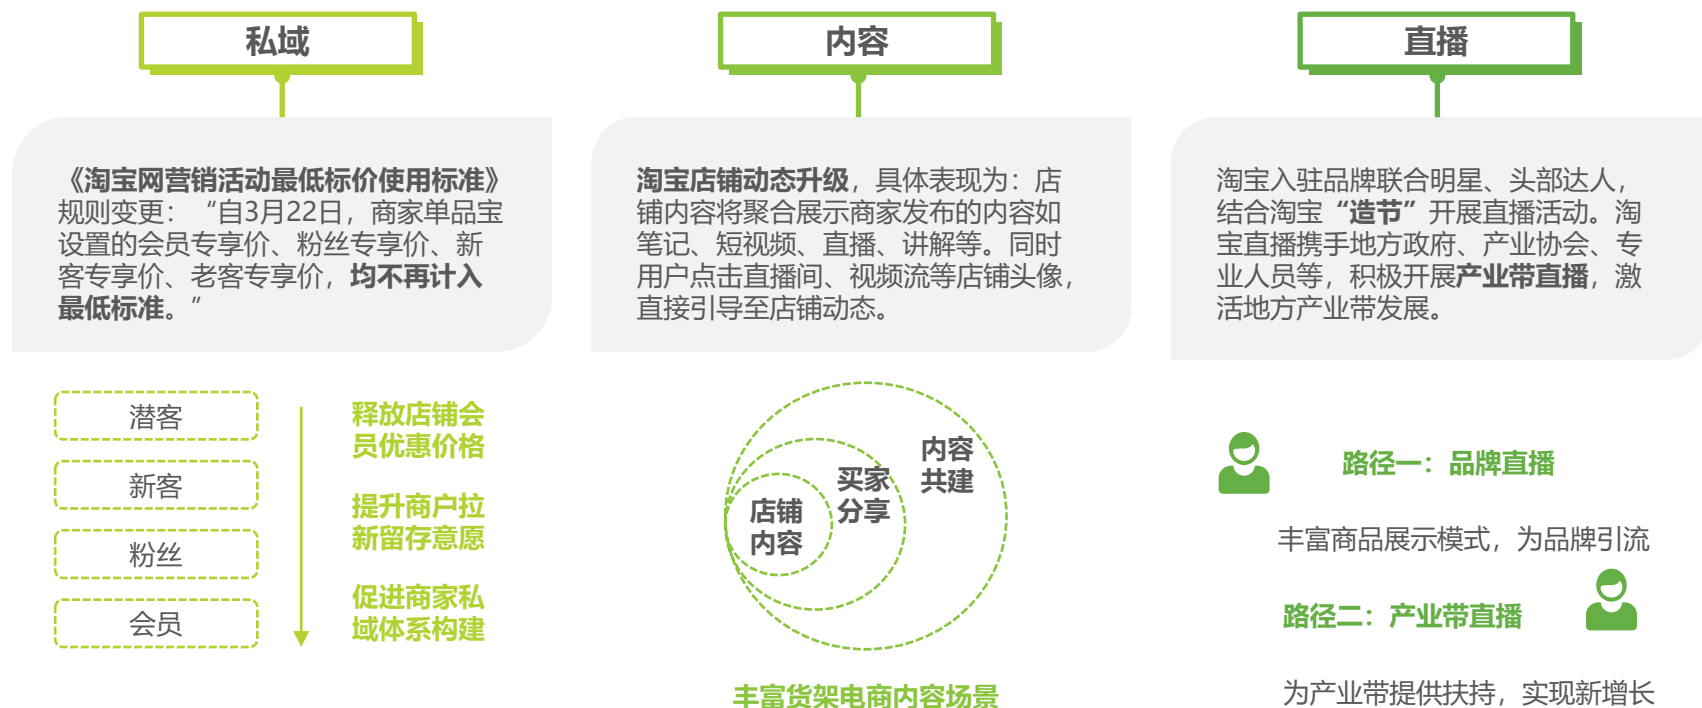 私域
《淘宝网营销活动最低标价使用标准》
规则变更：“自3月22日，商家单品宝
设置的会员专享价、粉丝专享价、新
客专享价、老客专享价，均不再计入
最低标准。”
潜客
新客
粉丝
会员
释放店铺会
员优惠价格
提升商户拉
新留存意愿
促进商家私
域体系构建
内容
淘宝店铺动态升级，具体表现为：店
铺内容将聚合展示商家发布的内容如
笔记、短视频、直播、讲解等。同时
用户点击直播间、视频流等店铺头像，
直接引导至店铺动态。
店铺
内容
买家
分享
内容
共建
丰富货架电商内容场景
直播
淘宝入驻品牌联合明星、头部达人，
结合淘宝“造节”开展直播活动。淘
宝直播携手地方政府、产业协会、专
业人员等，积极开展产业带直播，激
活地方产业带发展。
路径一：品牌直播
丰富商品展示模式，为品牌引流
路径二：产业带直播
为产业带提供扶持，实现新增长